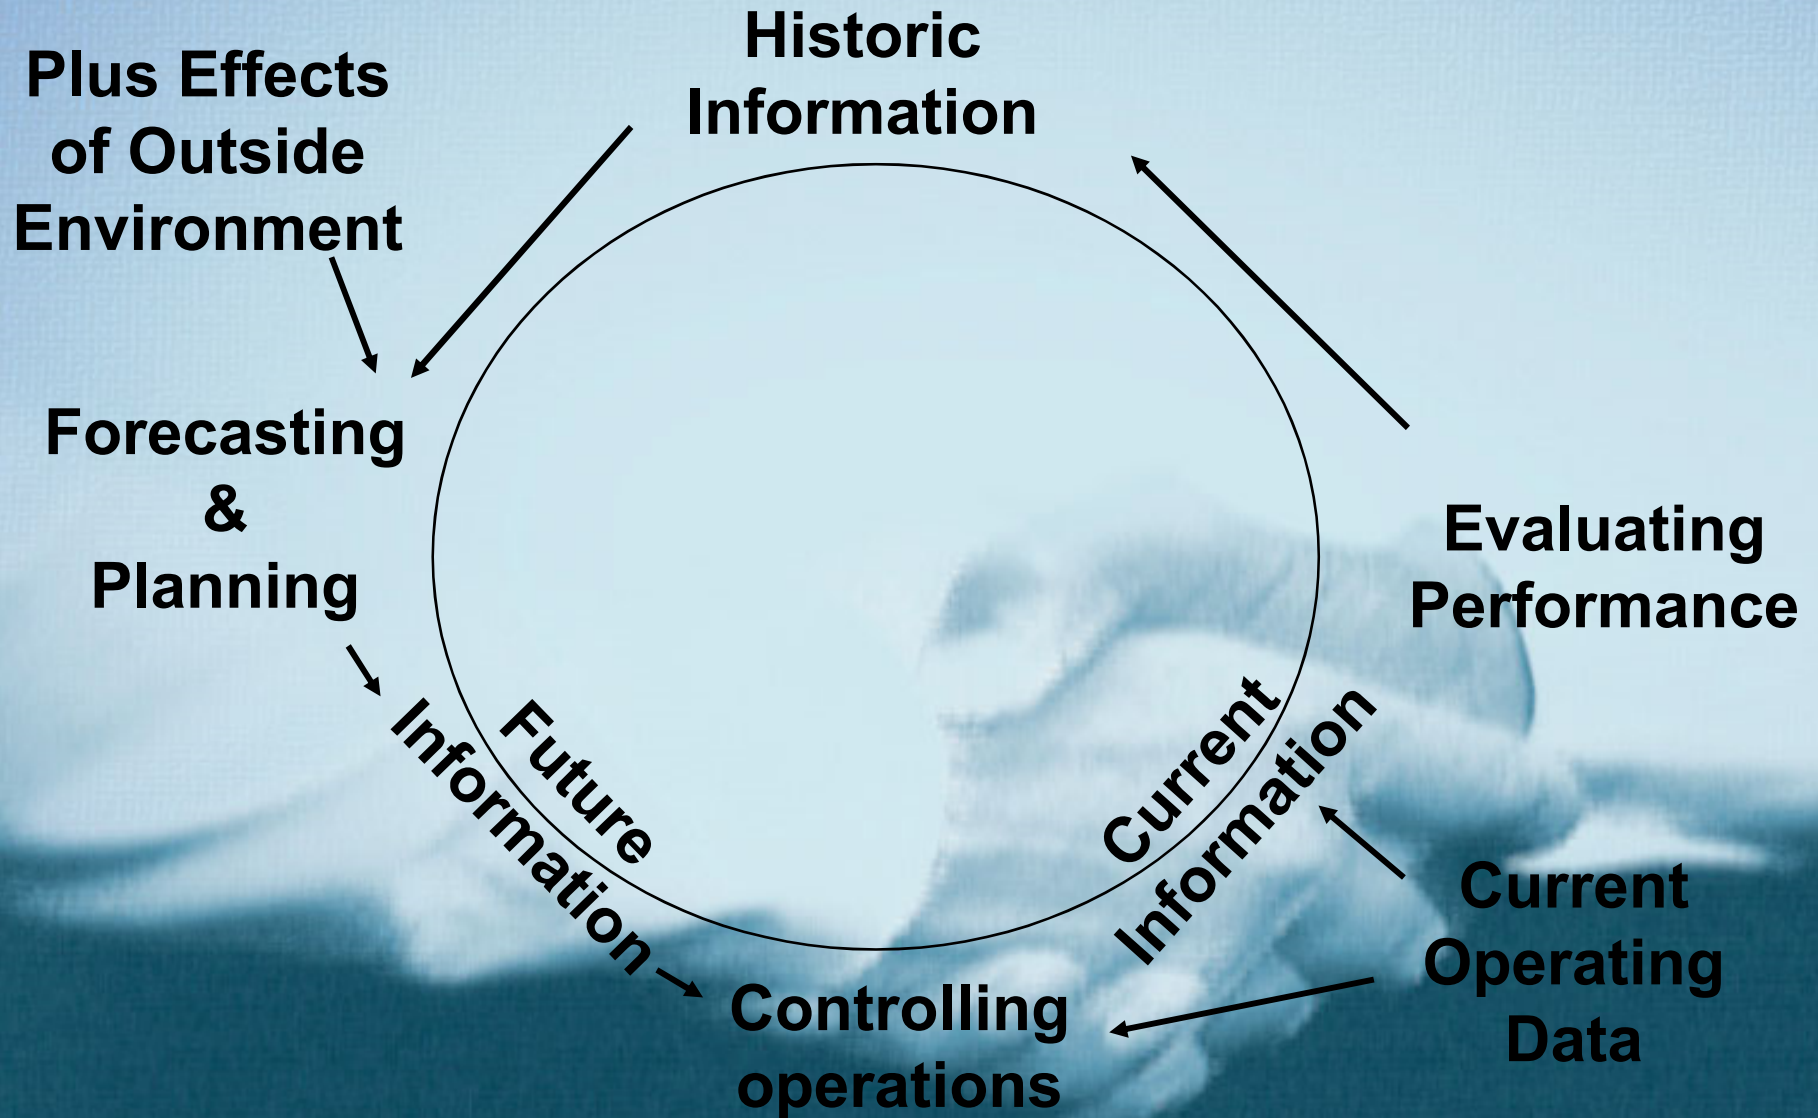 Historic
Information
Plus Effects
of Outside
Environment
Forecasting
&
Planning
Evaluating
Performance
Future
Information
Current
Information
Current
Operating
Data
Controlling
operations